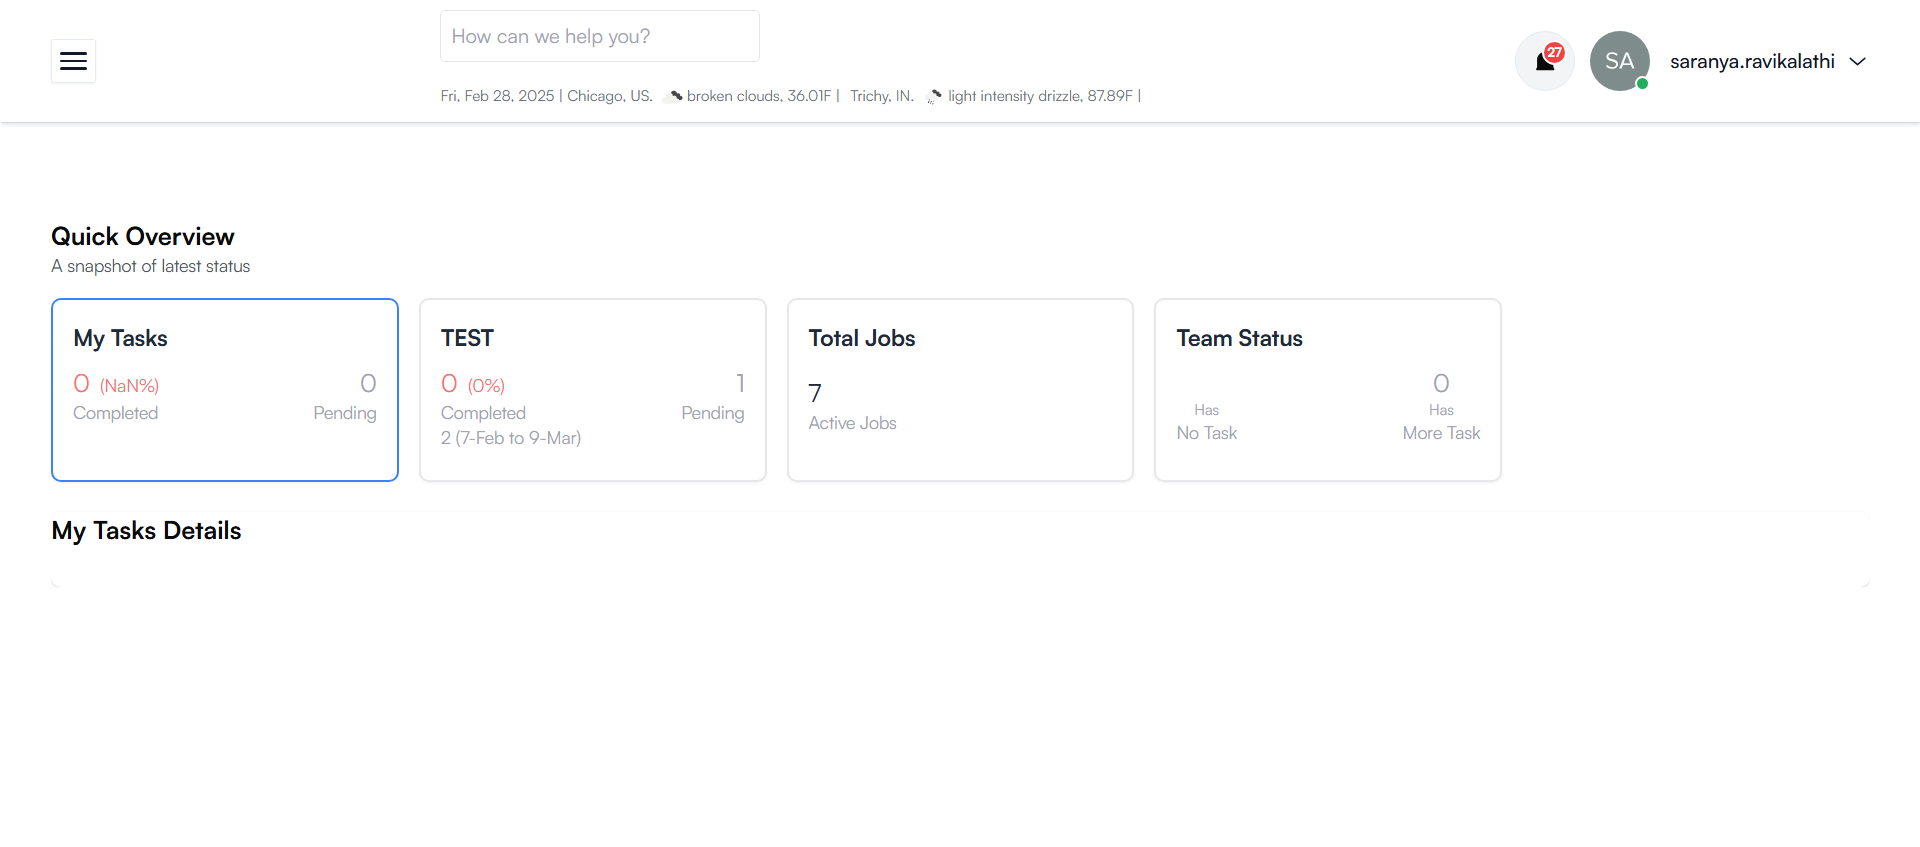 How can we help you?
27
SA
saranya.ravikalathi
Fri, Feb 28, 2025 | Chicago, US. broken clouds, 36.01F | Trichy, IN. light intensity drizzle, 87.89F |
Quick Overview
A snapshot of latest status
My Tasks
0 (NaN%)
Completed
0
Pending
TEST
0 (0%)
Completed
2 (7-Feb to 9-Mar)
1
Pending
Total Jobs
7
Active Jobs
Team Status
Has
No Task
0
Has
More Task
My Tasks Details